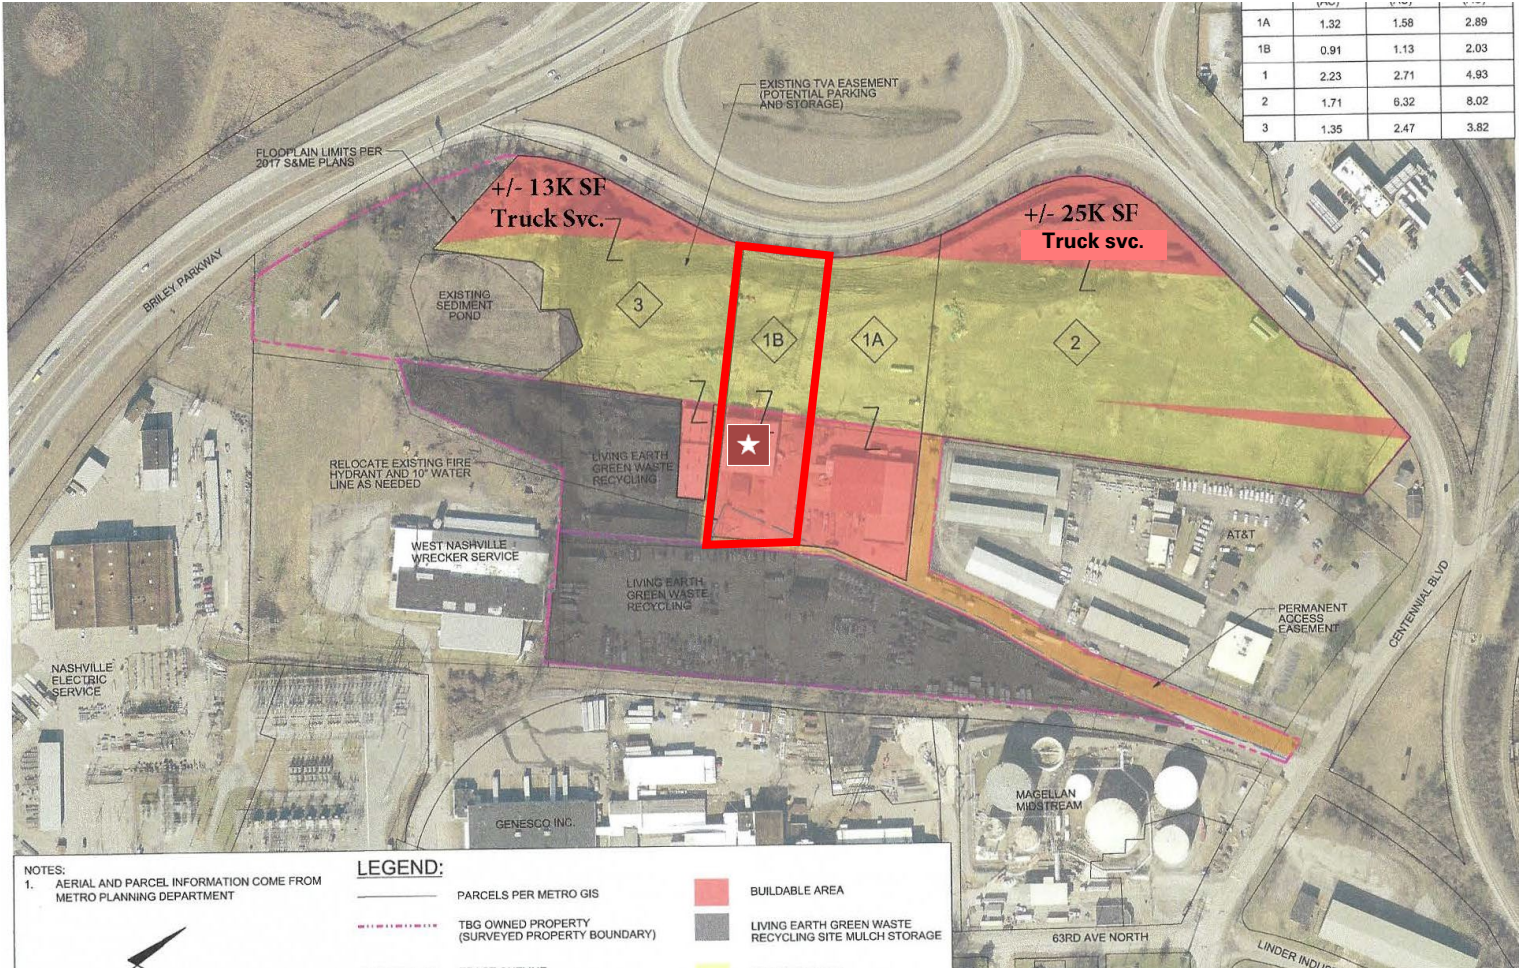 (AC) (AC)
1A 1.32 1.58 2.89
1B 0.91 1.13 2.03
1 2.23 2.71 4.93
2 1.71 6.32 8.02
3 1.35 2.47 3.82
EXISTING TVA EASEMENT
(POTENTIAL PARKING
AND STORAGE)
FLOODPLAIN LIMITS PER
2017 S&ME PLANS
+/- 13K SF
Truck Svc.
+/- 25K SF
Truck svc.
BRILEY PARKWAY
EXISTING
SEDIMENT
POND
3
1B
1A
2
LIVING EARTH
GREEN WASTE
RECYCLING
RELOCATE EXISTING FIRE
HYDRANT AND 10" WATER
LINE AS NEEDED
WEST NASHVILLE
WRECKER SERVICE
AT&T
LIVING EARTH
GREEN WASTE
RECYCLING
PERMANENT
ACCESS
EASEMENT
CENTENNIAL BLVD
NASHVILLE
ELECTRIC
SERVICE
MAGELLAN
MIDSTREAM
GENESCO INC.
63RD AVE NORTH
LINDER INDUS
NOTES:
1. AERIAL AND PARCEL INFORMATION COME FROM
METRO PLANNING DEPARTMENT
LEGEND:
PARCELS PER METRO GIS
TBG OWNED PROPERTY
(SURVEYED PROPERTY BOUNDARY)
BUILDABLE AREA
LIVING EARTH GREEN WASTE
RECYCLING SITE MULCH STORAGE